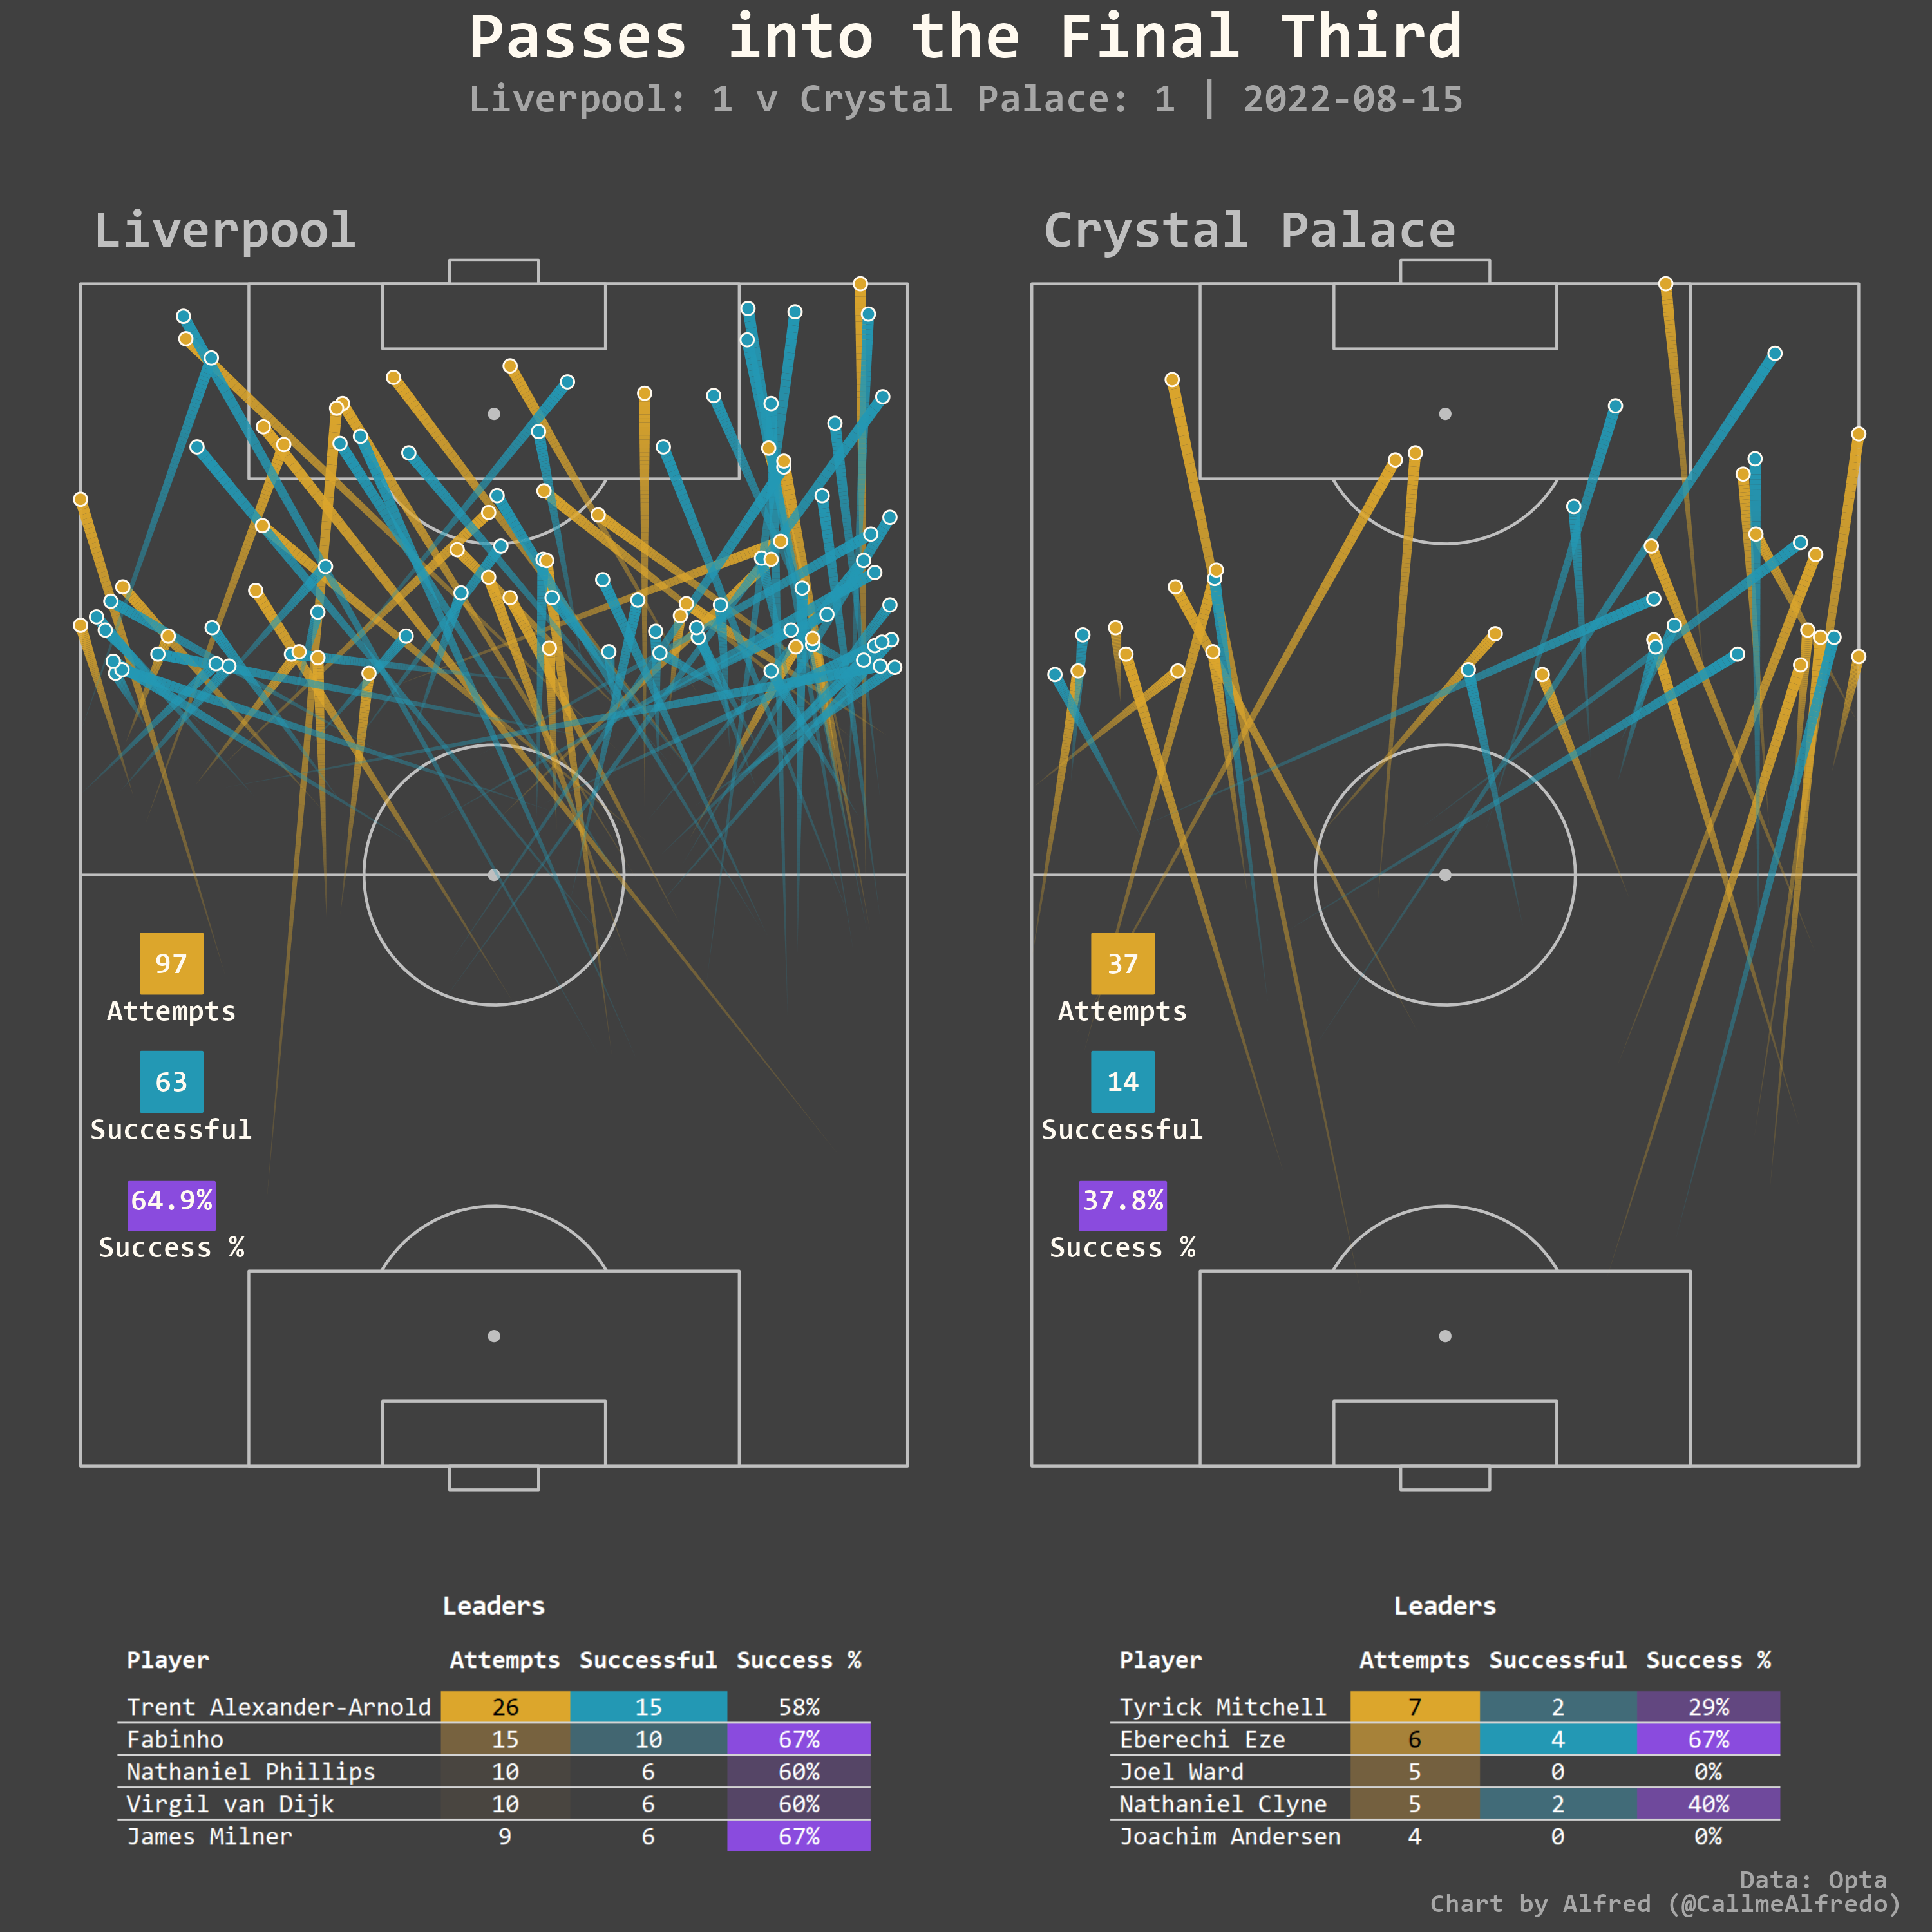 Passes into the Final Third
Liverpool: 1 v Crystal Palace: 1 | 2022-08-15
Liverpool
97
Attempts
63
Successful
64.9%
Success %
Crystal Palace
37
Attempts
14
Successful
37.8%
Success %
Leaders
Player Attempts Successful Success %
Trent Alexander-Arnold 26 15 58%
Fabinho 15 10 67%
Nathaniel Phillips 10 6 60%
Virgil van Dijk 10 6 60%
James Milner 9 6 67%
Leaders
Player Attempts Successful Success %
Tyrick Mitchell 7 2 29%
Eberechi Eze 6 4 67%
Joel Ward 5 0 0%
Nathaniel Clyne 5 2 40%
Joachim Andersen 4 0 0%
Data: Opta
Chart by Alfred (@CallmeAlfredo)